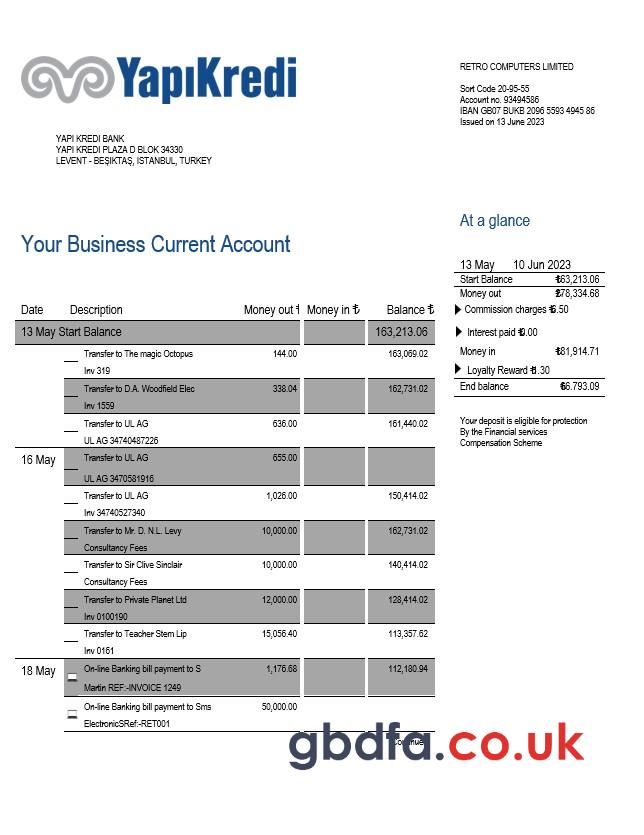 YapıKredi
RETRO COMPUTERS LIMITED
Sort Code 20-95-55
Account no. 93494586
IBAN GB07 BUKB 2096 5593 4945 86
Issued on 13 June 2023
YAPI KREDI BANK
YAPI KREDI PLAZA D BLOK 34330
LEVENT - BEŞIKTAŞ, ISTANBUL, TURKEY
At a glance
Your Business Current Account
13 May 10 Jun 2023
Start Balance ₺63,213.06
Money out ₺78,334.68
Commission charges ₺6.50
Interest paid ₺0.00
Money in ₺81,914.71
Loyalty Reward ₺1.30
End balance ₺6.793.09
Your deposit is eligible for protection
By the Financial services
Compensation Scheme
Date Description Money out Money in ₺ Balance ₺
13 May Start Balance 163,213.06
Transfer to The magic Octopus 144.00 163,069.02
Inv 319
Transfer to D.A. Woodfield Elec 338.04 162,731.02
Inv 1559
Transfer to UL AG 636.00 161,440.02
UL AG 34740487226
16 May Transfer to UL AG 655.00
UL AG 3470581916
Transfer to UL AG 1,026.00 150,414.02
Inv 34740527340
Transfer to Mr. D. N.L. Levy 10,000.00 162,731.02
Consultancy Fees
Transfer to Sir Clive Sinclair 10,000.00 140,414.02
Consultancy Fees
Transfer to Private Planet Ltd 12,000.00 128,414.02
Inv 0100190
Transfer to Teacher Stem Lip 15,056.40 113,357.62
Inv 0161
18 May On-line Banking bill payment to S 1,176.68 112,180.94
Martin REF:-INVOICE 1249
On-line Banking bill payment to Sms 50,000.00
ElectronicSRef:-RET001
gbdfa.co.uk